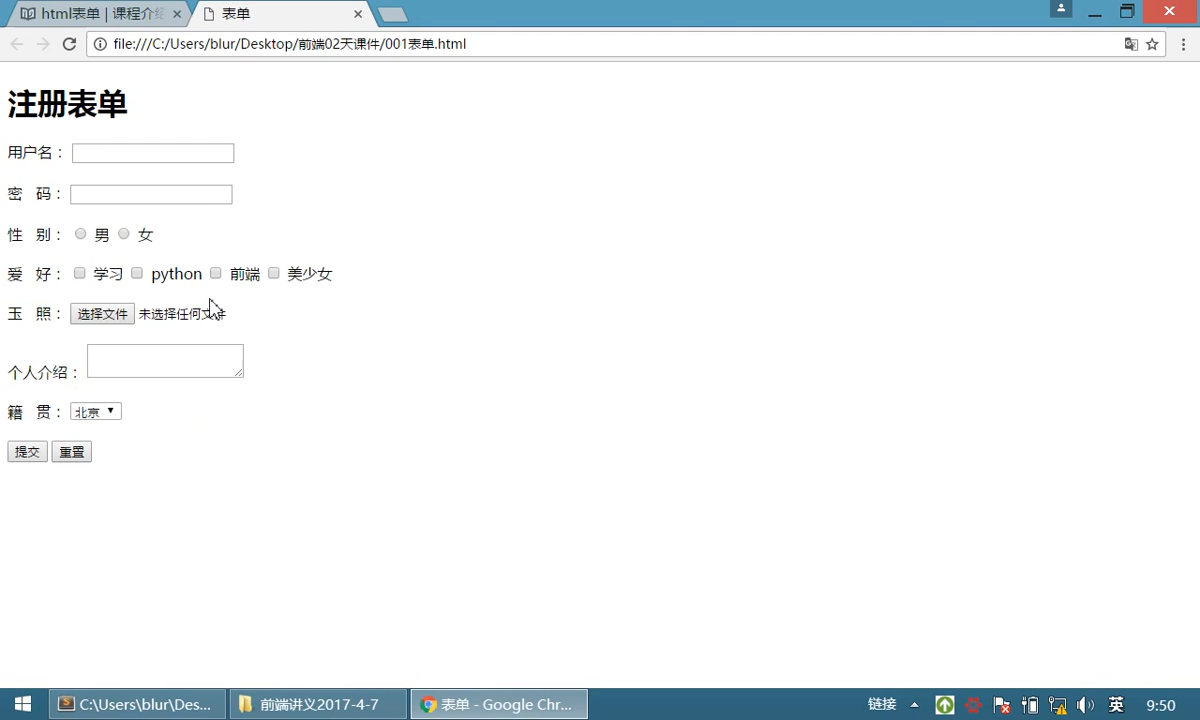 html表单 | 课程介绍
表单
file:///C:/Users/blur/Desktop/前端02天课件/001表单.html
注册表单
用户名：
密 码：
性 别： 男 女
爱 好： 学习 python 前端 美少女
玉 照： 选择文件 未选择任何文件
个人介绍：
籍 贯： 北京
提交 重置
C:\Users\blur\Des...
前端讲义2017-4-7
表单 - Google Chr...
链接
英
9:50